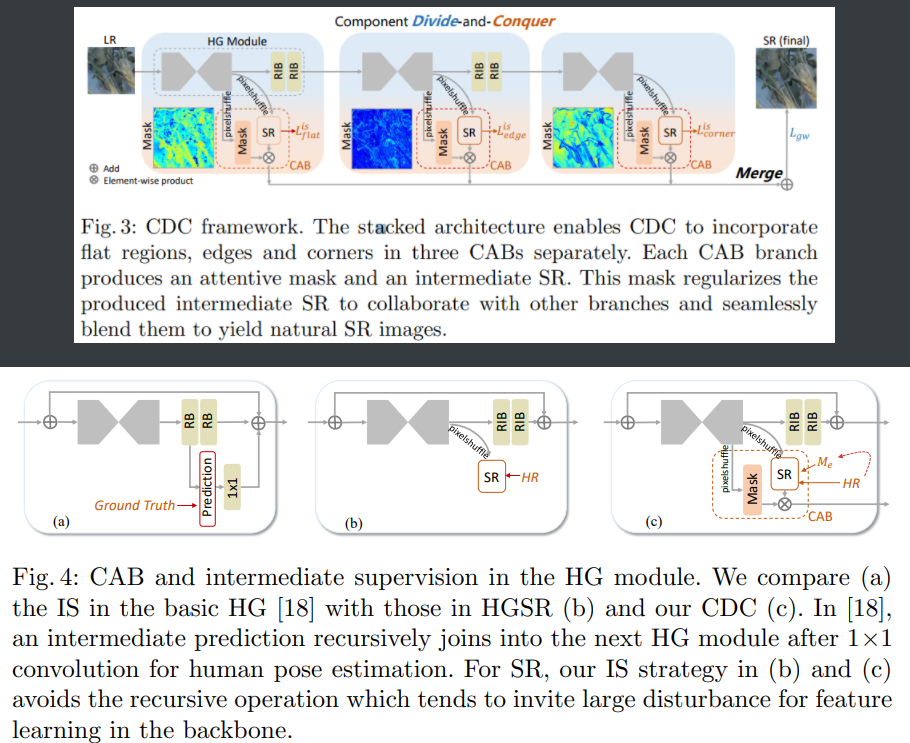 Component Divide-and-Conquer
LR
HG Module
SR (final)
RIB
RIB
RIB
RIB
pixelshuffle
pixelshuffle
pixelshuffle
Mask
pixelshuffle
Mask
SR
L^{is}_{flat}
CAB
Mask
pixelshuffle
Mask
SR
L^{is}_{edge}
CAB
Mask
pixelshuffle
Mask
SR
L^{is}_{corner}
CAB
L_{gw}
⊕ Add
⊗ Element-wise product
Merge
Fig. 3: CDC framework. The stacked architecture enables CDC to incorporate
flat regions, edges and corners in three CABs separately. Each CAB branch
produces an attentive mask and an intermediate SR. This mask regularizes the
produced intermediate SR to collaborate with other branches and seamlessly
blend them to yield natural SR images.
RB
RB
Prediction
1x1
Ground Truth
(a)
RIB
RIB
pixelshuffle
SR
HR
(b)
RIB
RIB
pixelshuffle
pixelshuffle
Mask
SR
M_e
HR
CAB
(c)
Fig. 4: CAB and intermediate supervision in the HG module. We compare (a)
the IS in the basic HG [18] with those in HGSR (b) and our CDC (c). In [18],
an intermediate prediction recursively joins into the next HG module after 1×1
convolution for human pose estimation. For SR, our IS strategy in (b) and (c)
avoids the recursive operation which tends to invite large disturbance for feature
learning in the backbone.